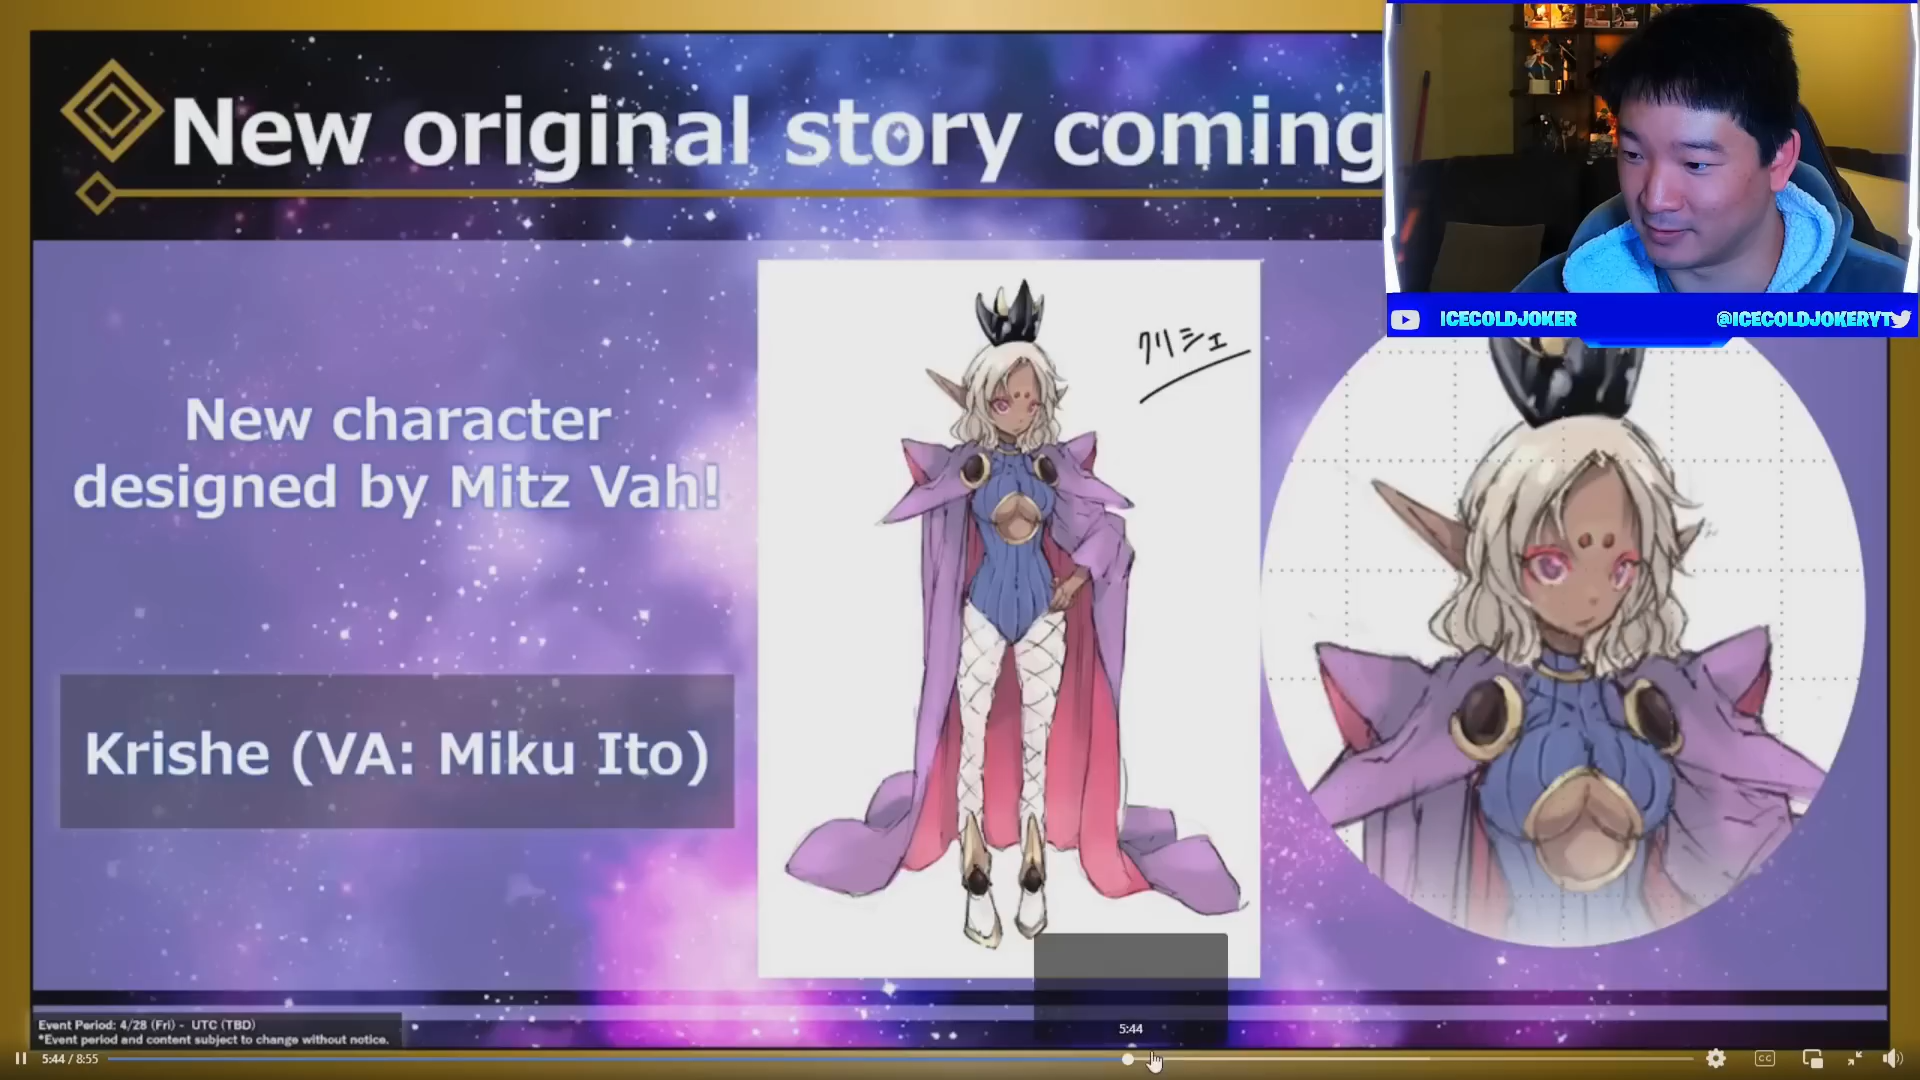 New original story coming
ICECOLDJOKER
@ICECOLDJOKERYT
クリシェ
New character
designed by Mitz Vah!
Krishe (VA: Miku Ito)
Event Period: 4/28 (Fri) - UTC (TBD)
*Event period and content subject to change without notice.
5:44
5:44 / 8:55
CC